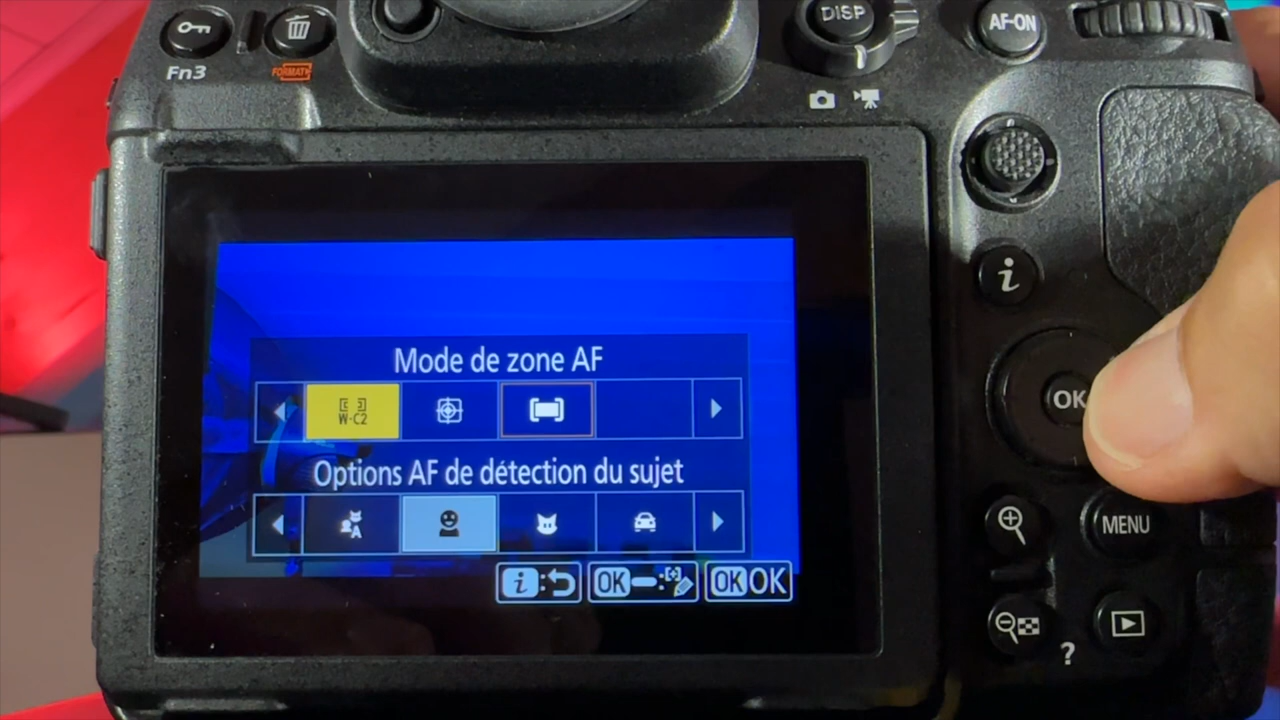 DISP
AF-ON
Fn3
FORMAT
i
Mode de zone AF
W-C2
Options AF de détection du sujet
A
i:
OK
OK OK
OK
MENU
?